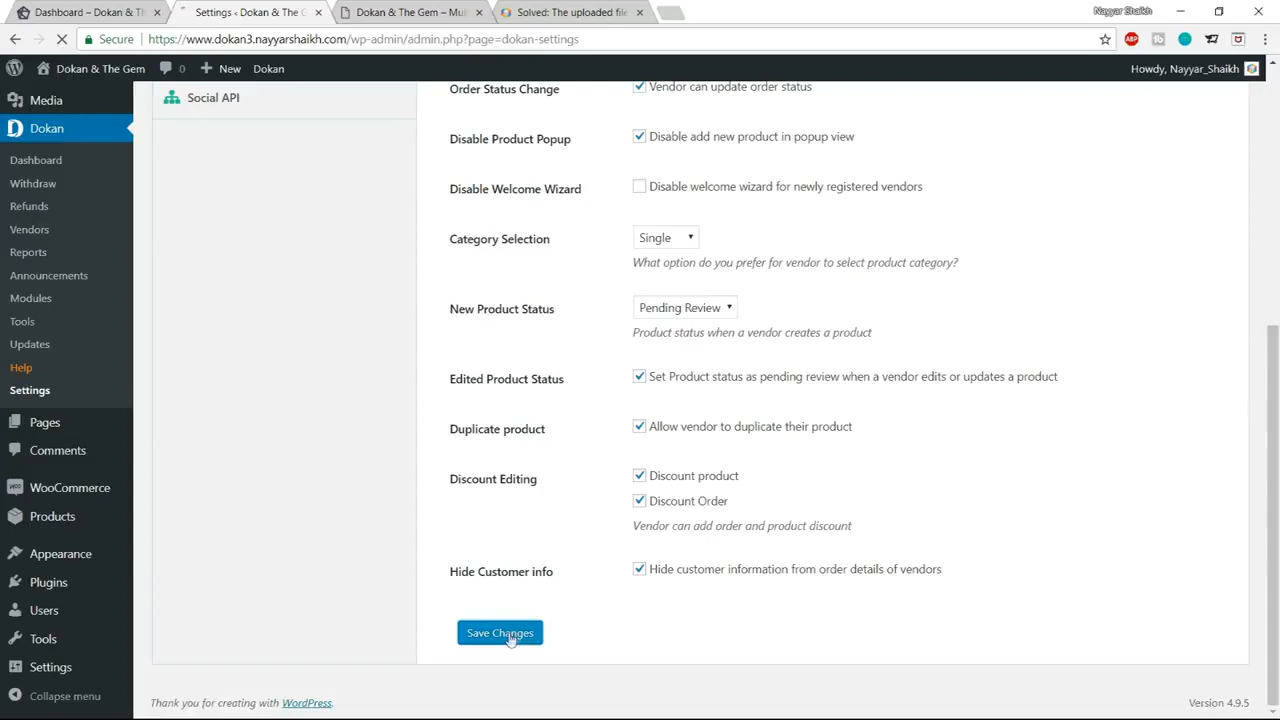 Dashboard – Dokan & Th
Settings ‹ Dokan & The G
Dokan & The Gem – Mul
Solved: The uploaded file
Nayyar Shaikh
Secure
https://www.dokan3.nayyarshaikh.com/wp-admin/admin.php?page=dokan-settings
ABP
Dokan & The Gem
0
New
Dokan
Howdy, Nayyar_Shaikh
Media
Dokan
Dashboard
Withdraw
Refunds
Vendors
Reports
Announcements
Modules
Tools
Updates
Help
Settings
Pages
Comments
WooCommerce
Products
Appearance
Plugins
Users
Tools
Settings
Collapse menu
Social API
Order Status Change
Vendor can update order status
Disable Product Popup
Disable add new product in popup view
Disable Welcome Wizard
Disable welcome wizard for newly registered vendors
Category Selection
Single
What option do you prefer for vendor to select product category?
New Product Status
Pending Review
Product status when a vendor creates a product
Edited Product Status
Set Product status as pending review when a vendor edits or updates a product
Duplicate product
Allow vendor to duplicate their product
Discount Editing
Discount product
Discount Order
Vendor can add order and product discount
Hide Customer info
Hide customer information from order details of vendors
Save Changes
Thank you for creating with WordPress.
Version 4.9.5